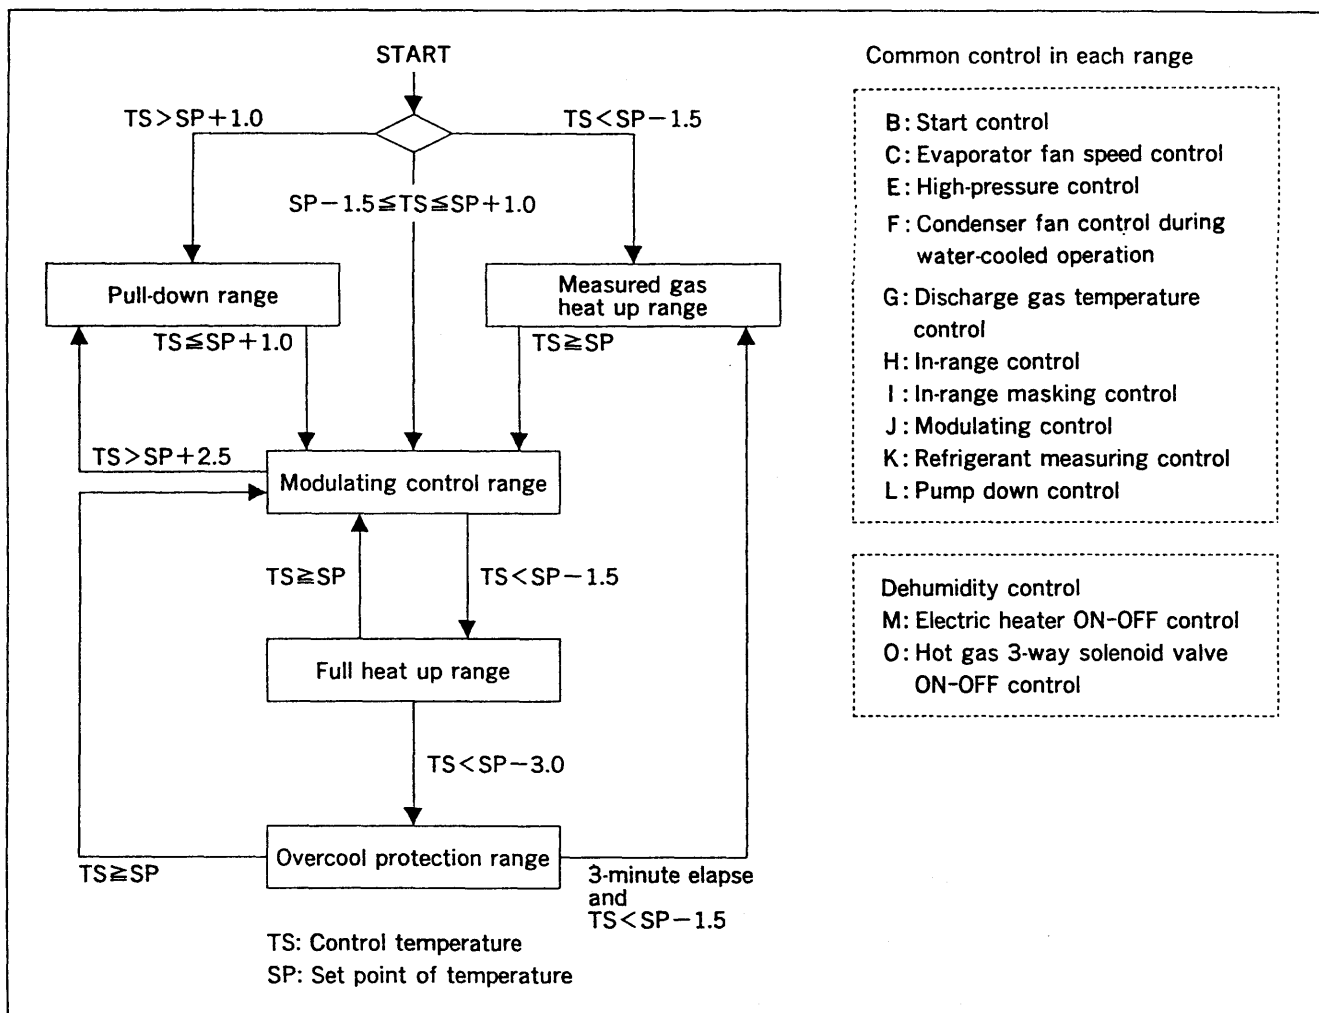 START
TS>SP+1.0
TS<SP−1.5
SP−1.5≦TS≦SP+1.0
Pull-down range
Measured gas
heat up range
TS≦SP+1.0
TS≧SP
TS>SP+2.5
Modulating control range
TS≧SP
TS<SP−1.5
Full heat up range
TS<SP−3.0
Overcool protection range
TS≧SP
3-minute elapse
and
TS<SP−1.5
TS: Control temperature
SP: Set point of temperature
Common control in each range
B: Start control
C: Evaporator fan speed control
E: High-pressure control
F: Condenser fan control during
water-cooled operation
G: Discharge gas temperature
control
H: In-range control
I: In-range masking control
J: Modulating control
K: Refrigerant measuring control
L: Pump down control
Dehumidity control
M: Electric heater ON-OFF control
O: Hot gas 3-way solenoid valve
ON-OFF control